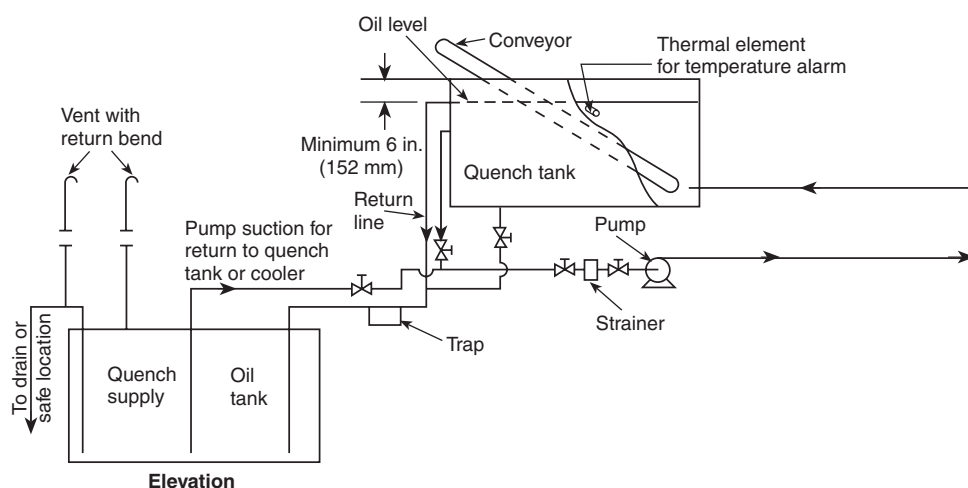 Oil level
Conveyor
Thermal element
for temperature alarm
Vent with
return bend
Minimum 6 in.
(152 mm)
Quench tank
Return
line
Pump suction for
return to quench
tank or cooler
Pump
Strainer
Trap
To drain or
safe location
Quench
supply
Oil
tank
Elevation